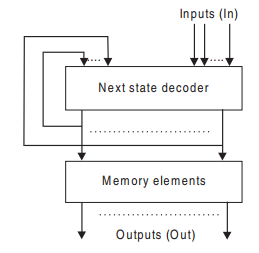 Inputs (In)
Next state decoder
Memory elements
Outputs (Out)